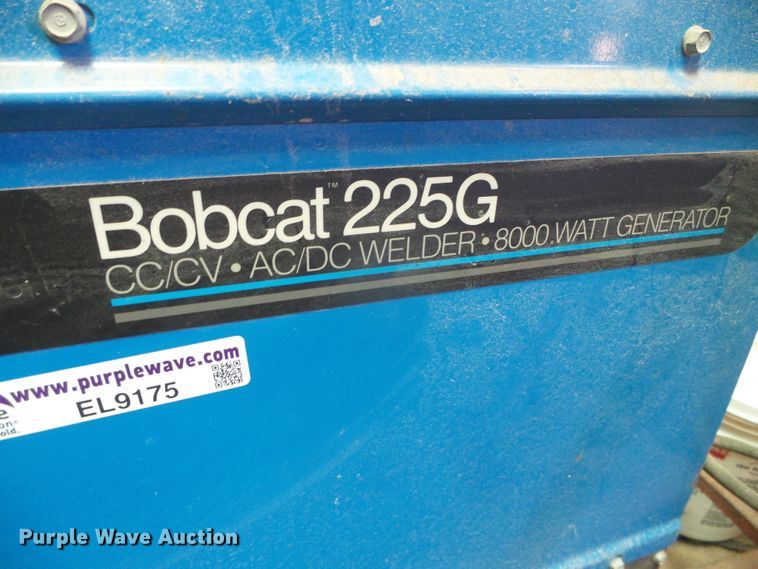 Bobcat™ 225G
CC/CV • AC/DC WELDER • 8000 WATT GENERATOR
www.purplewave.com
EL9175
Purple Wave Auction